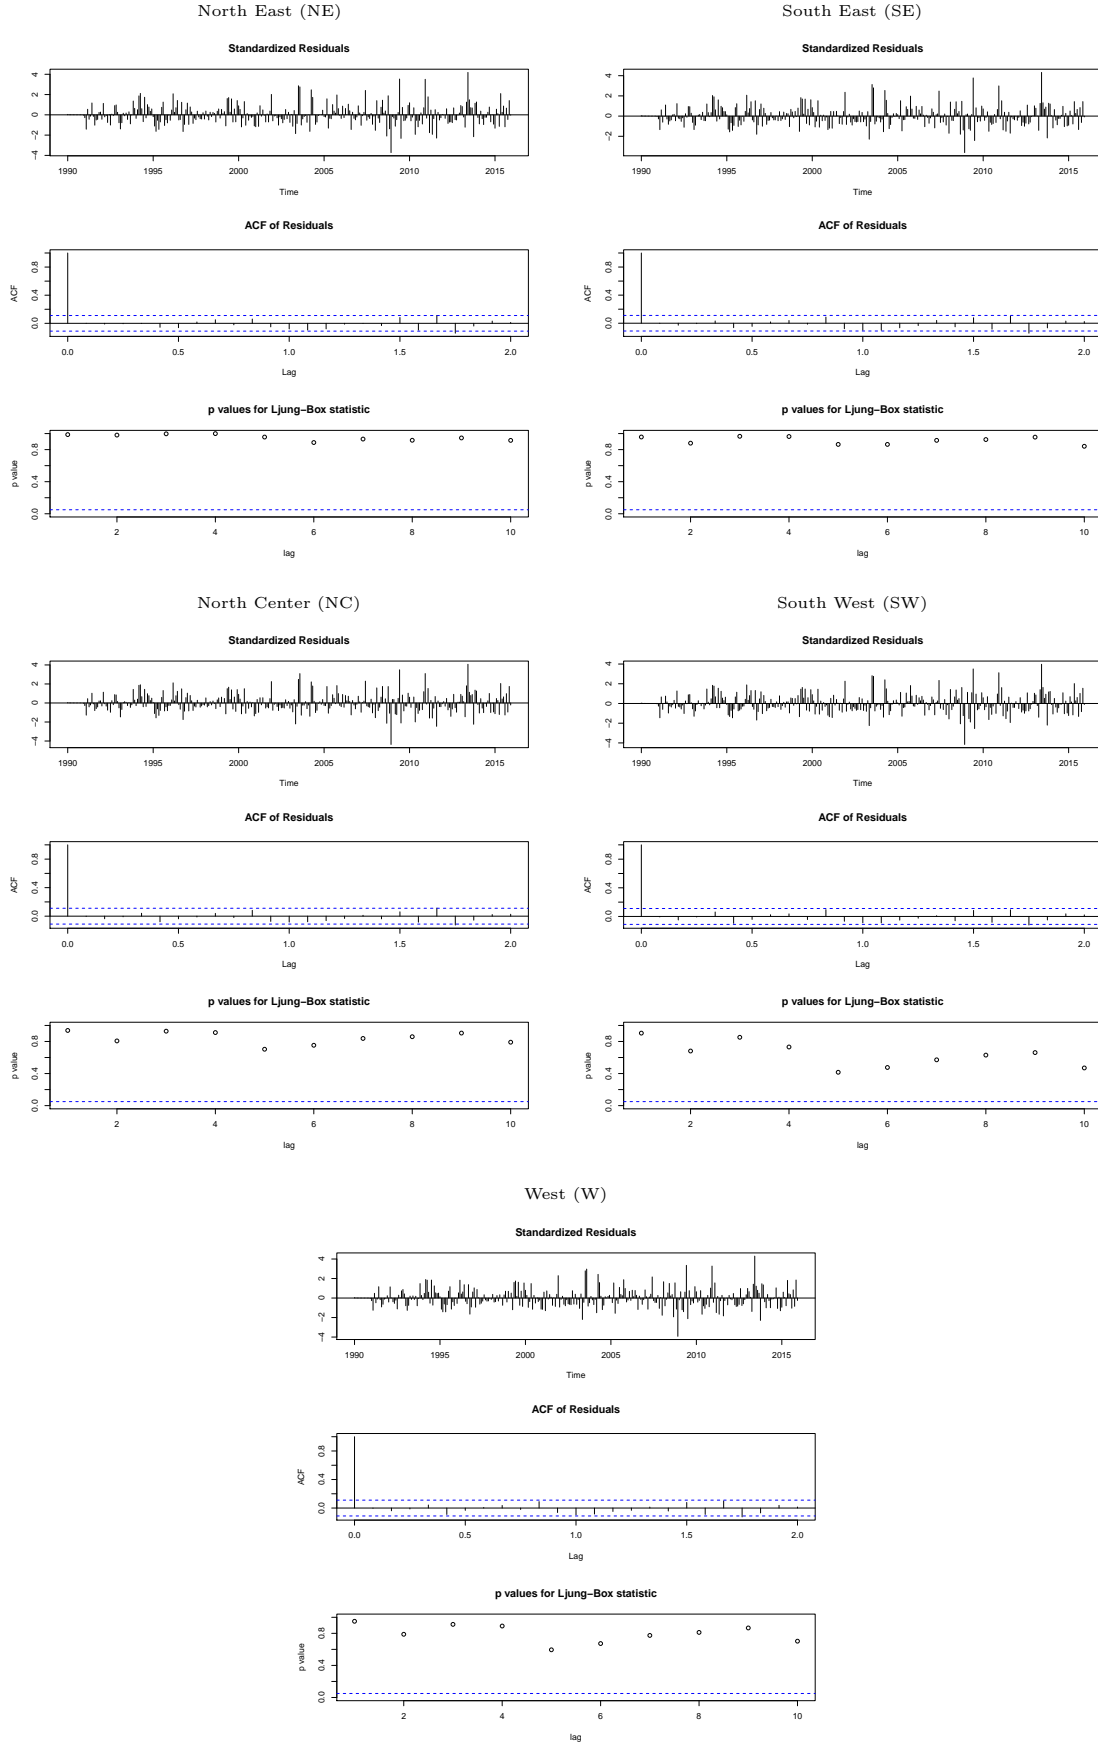 North East (NE)
Standardized Residuals
4
2
0
−2
−4
1990 1995 2000 2005 2010 2015
Time
ACF of Residuals
ACF
0.8
0.4
0.0
0.0 0.5 1.0 1.5 2.0
Lag
p values for Ljung−Box statistic
p value
0.8
0.4
0.0
2 4 6 8 10
lag
South East (SE)
Standardized Residuals
4
2
0
−2
1990 1995 2000 2005 2010 2015
Time
ACF of Residuals
ACF
0.8
0.4
0.0
0.0 0.5 1.0 1.5 2.0
Lag
p values for Ljung−Box statistic
p value
0.8
0.4
0.0
2 4 6 8 10
lag
North Center (NC)
Standardized Residuals
4
2
0
−2
−4
1990 1995 2000 2005 2010 2015
Time
ACF of Residuals
ACF
0.8
0.4
0.0
0.0 0.5 1.0 1.5 2.0
Lag
p values for Ljung−Box statistic
p value
0.8
0.4
0.0
2 4 6 8 10
lag
South West (SW)
Standardized Residuals
4
2
0
−2
−4
1990 1995 2000 2005 2010 2015
Time
ACF of Residuals
ACF
0.8
0.4
0.0
0.0 0.5 1.0 1.5 2.0
Lag
p values for Ljung−Box statistic
p value
0.8
0.4
0.0
2 4 6 8 10
lag
West (W)
Standardized Residuals
4
2
0
−2
−4
1990 1995 2000 2005 2010 2015
Time
ACF of Residuals
ACF
0.8
0.4
0.0
0.0 0.5 1.0 1.5 2.0
Lag
p values for Ljung−Box statistic
p value
0.8
0.4
0.0
2 4 6 8 10
lag